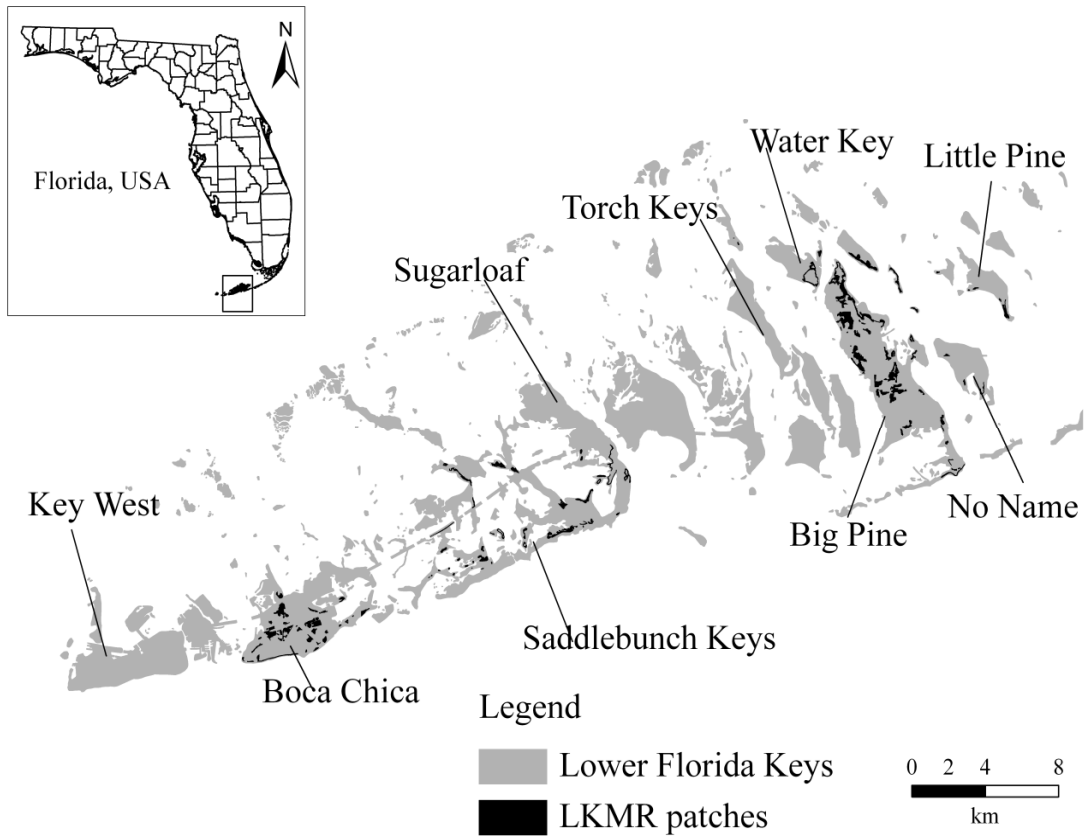 N
Florida, USA
Water Key
Little Pine
Torch Keys
Sugarloaf
Key West
No Name
Big Pine
Saddlebunch Keys
Boca Chica
Legend
Lower Florida Keys
LKMR patches
0 2 4 8
km